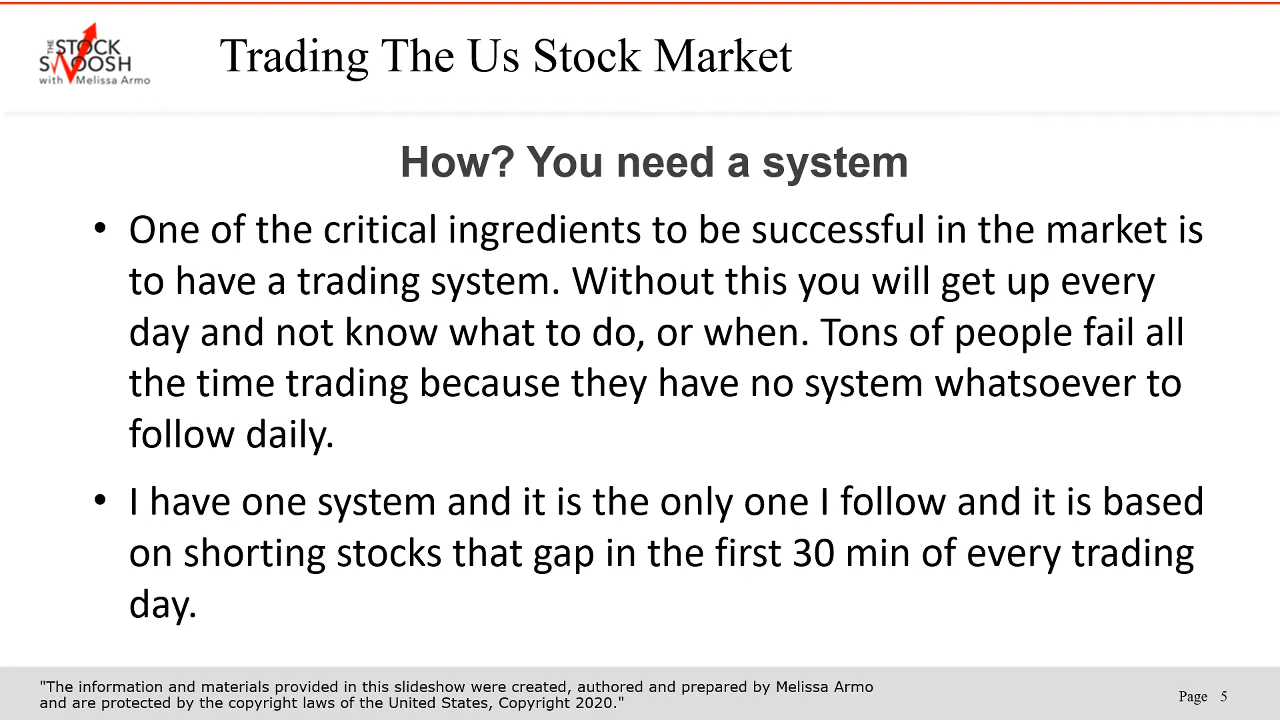 THE
STOCK
SWOOSH
with Melissa Armo
Trading The Us Stock Market
How? You need a system
• One of the critical ingredients to be successful in the market is
to have a trading system. Without this you will get up every
day and not know what to do, or when. Tons of people fail all
the time trading because they have no system whatsoever to
follow daily.
• I have one system and it is the only one I follow and it is based
on shorting stocks that gap in the first 30 min of every trading
day.
"The information and materials provided in this slideshow were created, authored and prepared by Melissa Armo
and are protected by the copyright laws of the United States, Copyright 2020."
Page 5